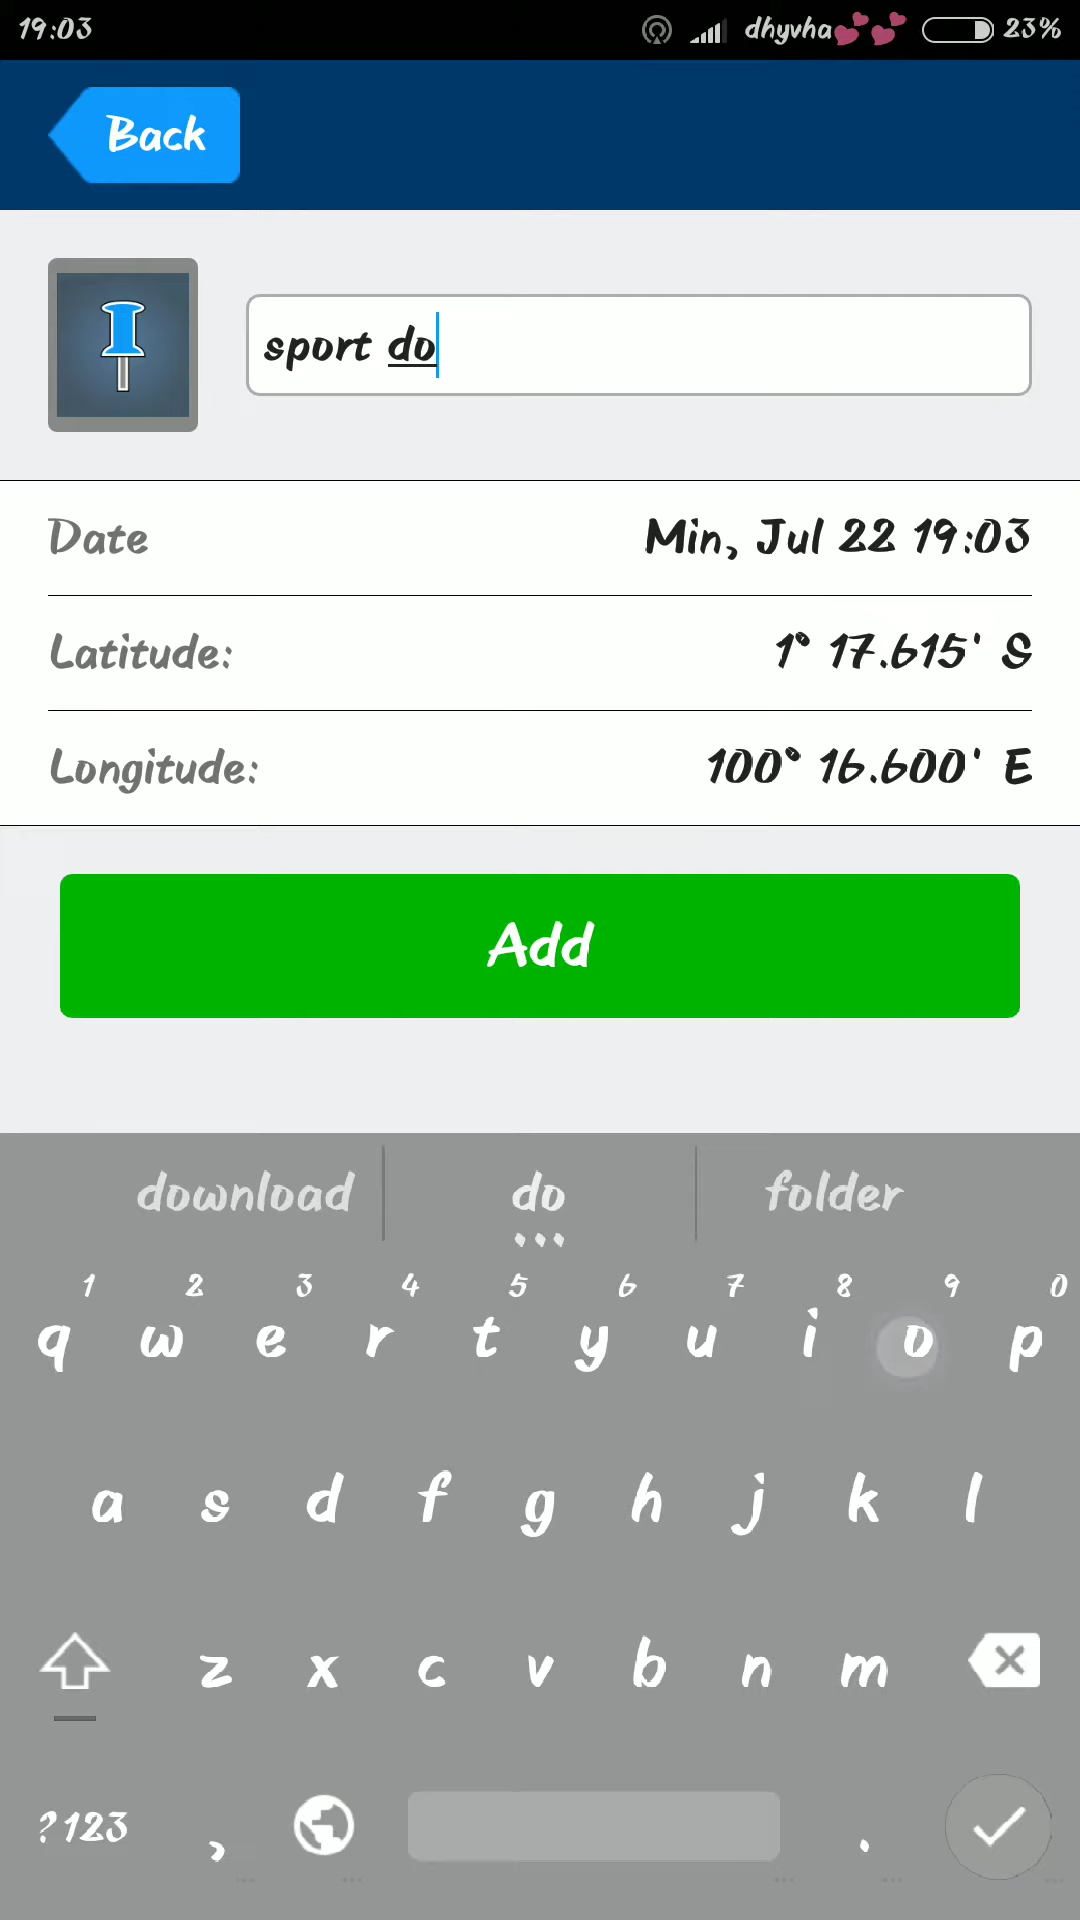 19:03 dhyvha💕💕 23%
Back
sport do
Date Min, Jul 22 19:03
Latitude: 1° 17.615' S
Longitude: 100° 16.600' E
Add
download do folder
1 2 3 4 5 6 7 8 9 0
q w e r t y u i o p
a s d f g h j k l
z x c v b n m
?123 , .